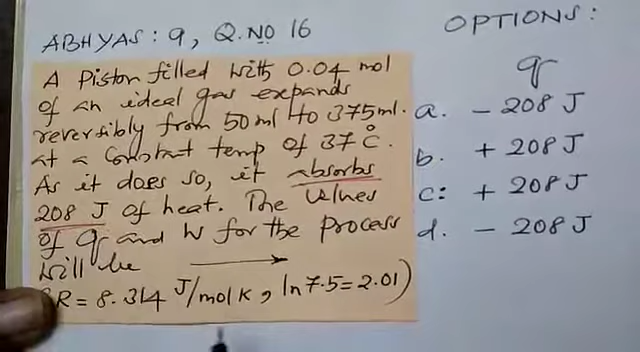 ABHYAS: 9, Q.NO 16
OPTIONS:
A Piston filled with 0.04 mol
of an ideal gas expands
reversibly from 50 ml to 375 ml.
at a constant temp of 37°C.
As it does so, it absorbs
208 J of heat. The values
of q and W for the process
will be
R = 8.314 J/mol K, ln 7.5 = 2.01)
q
a. - 208 J
b. + 208 J
c: + 208 J
d. - 208 J